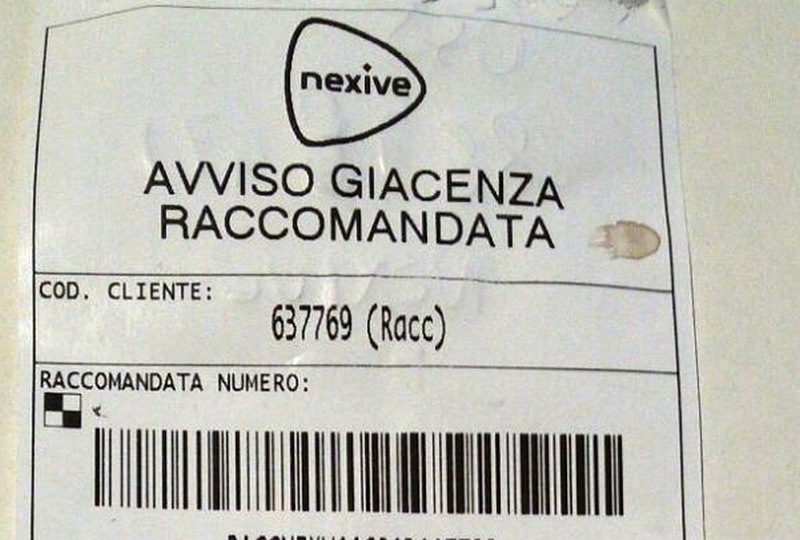 nexive
AVVISO GIACENZA
RACCOMANDATA
COD. CLIENTE:
637769 (Racc)
RACCOMANDATA NUMERO: